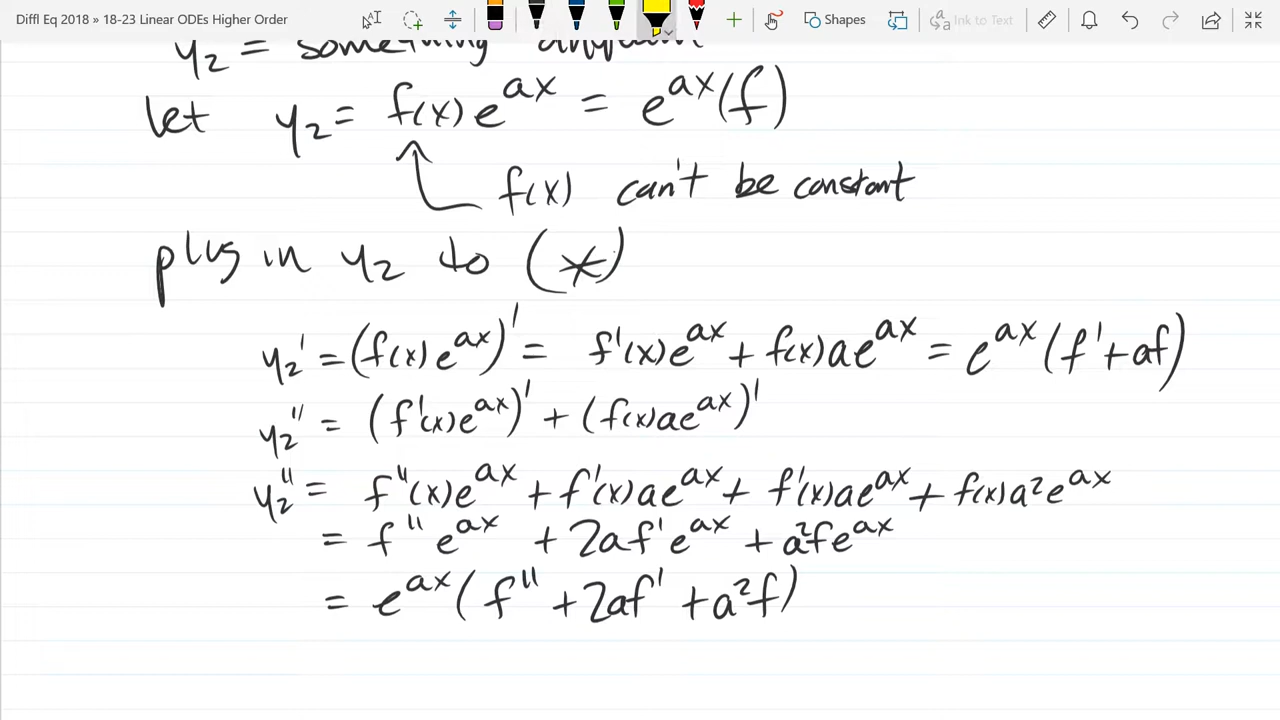 Diffl Eq 2018 » 18-23 Linear ODEs Higher Order Shapes Ink to Text
y₂ = something
let y₂ = f(x)e^{ax} = e^{ax}(f)
f(x) can't be constant
plug in y₂ to (*)
y₂' = (f(x)e^{ax})' = f'(x)e^{ax} + f(x)ae^{ax} = e^{ax}(f' + af)
y₂'' = (f'(x)e^{ax})' + (f(x)ae^{ax})'
y₂'' = f''(x)e^{ax} + f'(x)ae^{ax} + f'(x)ae^{ax} + f(x)a²e^{ax}
= f''e^{ax} + 2af'e^{ax} + a²fe^{ax}
= e^{ax}(f'' + 2af' + a²f)